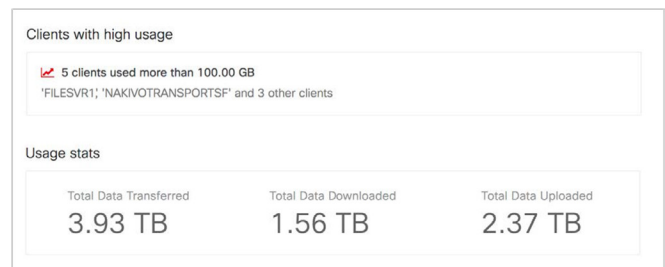 Clients with high usage
5 clients used more than 100.00 GB
'FILESVR1', 'NAKIVOTRANSPORTSF' and 3 other clients
Usage stats
Total Data Transferred
3.93 TB
Total Data Downloaded
1.56 TB
Total Data Uploaded
2.37 TB